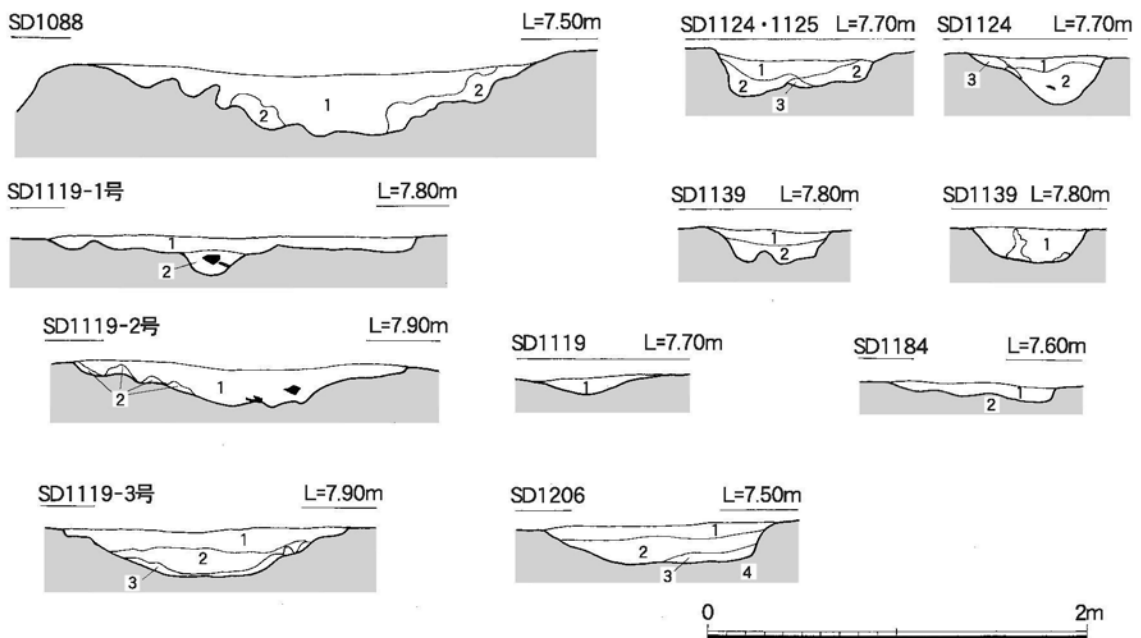 SD1088 L=7.50m
1
2
2
SD1124・1125 L=7.70m
1
2
2
3
SD1124 L=7.70m
1
2
3
SD1119-1号 L=7.80m
1
2
SD1139 L=7.80m
1
2
SD1139 L=7.80m
1
SD1119-2号 L=7.90m
1
2
SD1119 L=7.70m
1
SD1184 L=7.60m
1
2
SD1119-3号 L=7.90m
1
2
3
SD1206 L=7.50m
1
2
3
4
0 2m